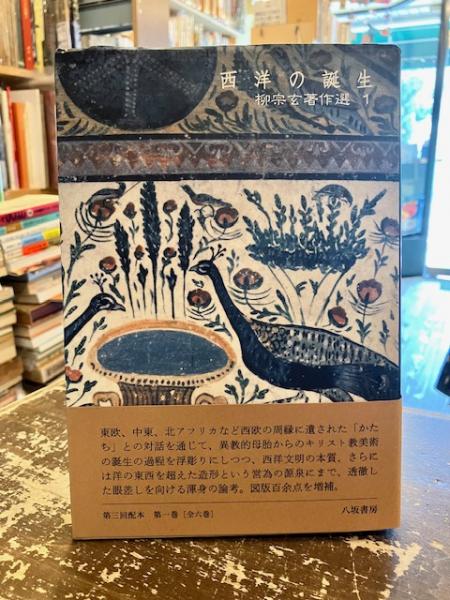 西洋の誕生
柳宗玄著作選 1
東欧、中東、北アフリカなど西欧の周縁に遺された「かた
ち」との対話を通じて、異教的母胎からのキリスト教美術
の誕生の過程を浮彫りにしつつ、西洋文明の本質、さらに
は洋の東西を超えた造形という営為の源泉にまで、透徹し
た眼差しを向ける渾身の論考。図版百余点を増補。
第三回配本 第一巻［全六巻］
八坂書房